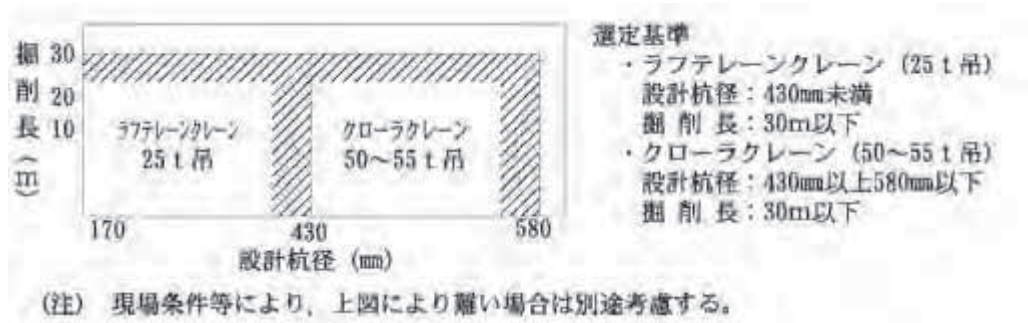 掘削長(m)
30
20
10
ラフテレーンクレーン
25t吊
クローラクレーン
50～55t吊
170
430
580
設計杭径 (mm)
選定基準
・ラフテレーンクレーン (25t吊)
設計杭径：430mm未満
掘削長：30m以下
・クローラクレーン (50～55t吊)
設計杭径：430mm以上580mm以下
掘削長：30m以下
(注) 現場条件等により，上図により難い場合は別途考慮する。